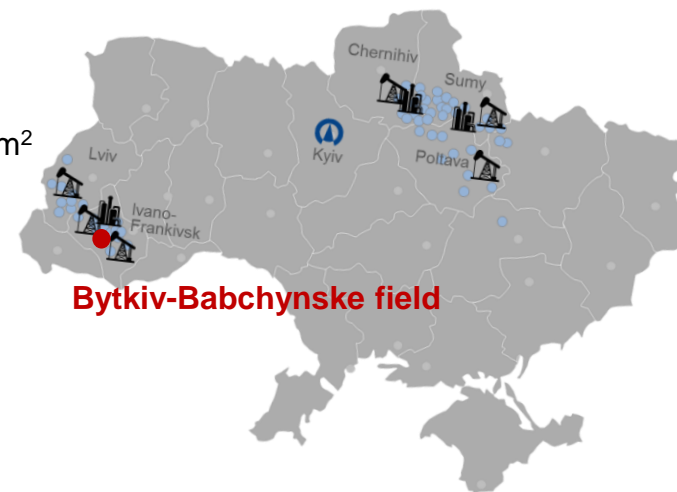 Chernihiv
Sumy
m²
Kyiv
Poltava
Lviv
Ivano-
Frankivsk
Bytkiv-Babchynske field